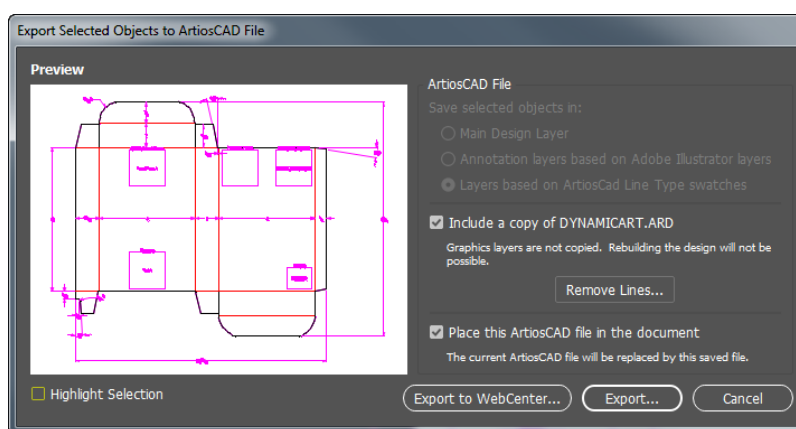 Export Selected Objects to ArtiosCAD File
Preview
ArtiosCAD File
Save selected objects in:
Main Design Layer
Annotation layers based on Adobe Illustrator layers
Layers based on ArtiosCad Line Type swatches
Include a copy of DYNAMICART.ARD
Graphics layers are not copied. Rebuilding the design will not be
possible.
Remove Lines...
Place this ArtiosCAD file in the document
The current ArtiosCAD file will be replaced by this saved file.
Highlight Selection
Export to WebCenter...
Export...
Cancel